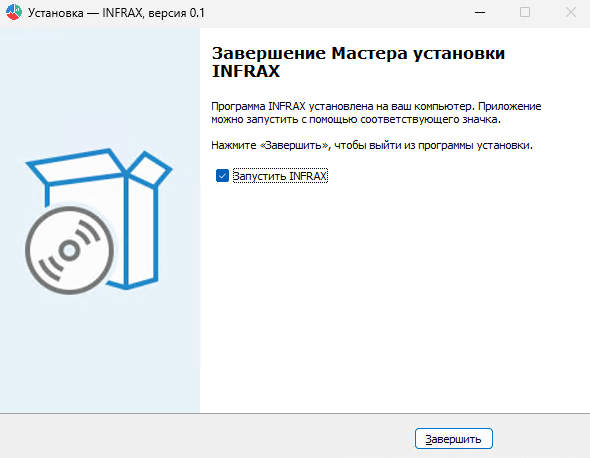 Установка — INFRAX, версия 0.1
Завершение Мастера установки
INFRAX
Программа INFRAX установлена на ваш компьютер. Приложение
можно запустить с помощью соответствующего значка.
Нажмите «Завершить», чтобы выйти из программы установки.
Запустить INFRAX
Завершить